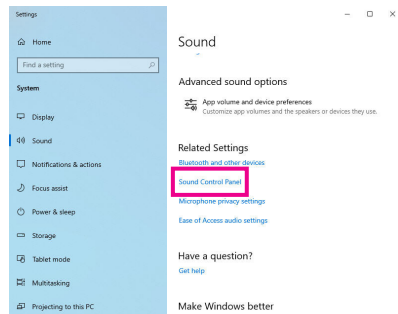 Settings
Home
Find a setting
System
Display
Sound
Notifications & actions
Focus assist
Power & sleep
Storage
Tablet mode
Multitasking
Projecting to this PC
Sound
Advanced sound options
App volume and device preferences
Customize app volumes and the speakers or devices they use.
Related Settings
Bluetooth and other devices
Sound Control Panel
Microphone privacy settings
Ease of Access audio settings
Have a question?
Get help
Make Windows better